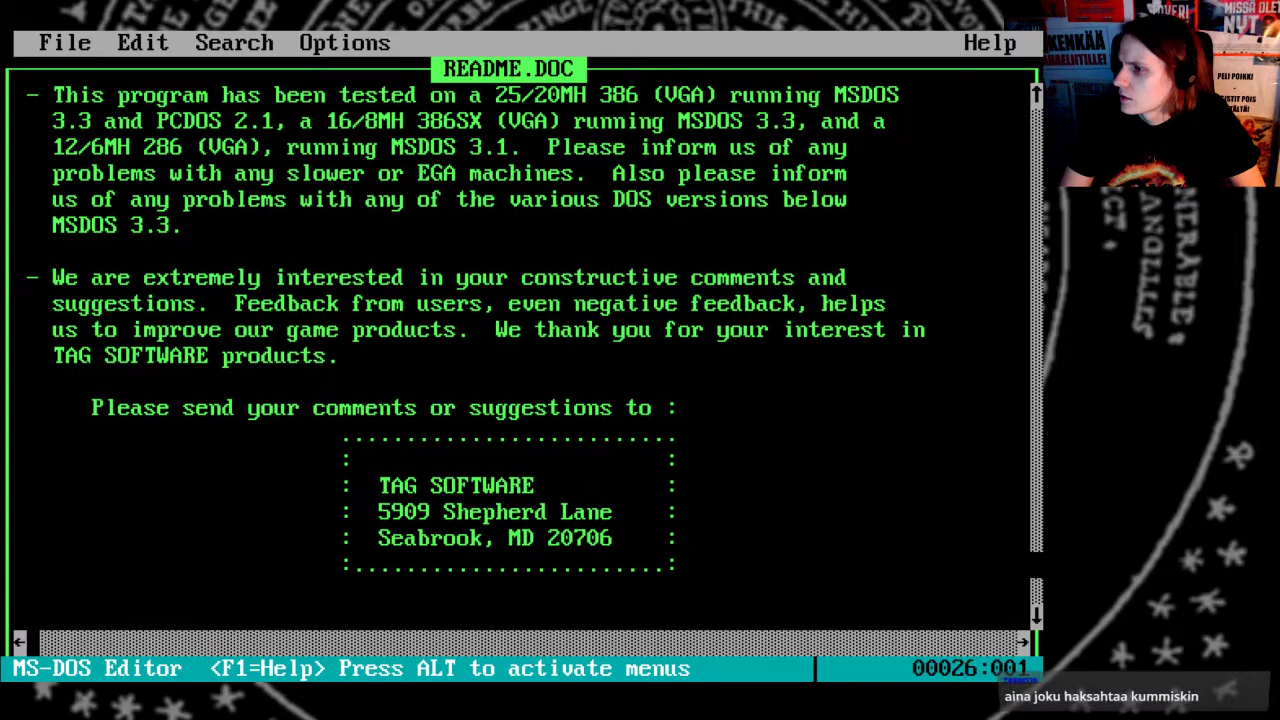 File Edit Search Options Help
README.DOC
- This program has been tested on a 25/20MH 386 (VGA) running MSDOS
3.3 and PCDOS 2.1, a 16/8MH 386SX (VGA) running MSDOS 3.3, and a
12/6MH 286 (VGA), running MSDOS 3.1. Please inform us of any
problems with any slower or EGA machines. Also please inform
us of any problems with any of the various DOS versions below
MSDOS 3.3.
- We are extremely interested in your constructive comments and
suggestions. Feedback from users, even negative feedback, helps
us to improve our game products. We thank you for your interest in
TAG SOFTWARE products.
Please send your comments or suggestions to :
TAG SOFTWARE
5909 Shepherd Lane
Seabrook, MD 20706
MS-DOS Editor <F1=Help> Press ALT to activate menus 00026:001
aina joku haksahtaa kummiskin
MISSÄ OLET
NYT
KENKÄÄ
PELI POIKKI